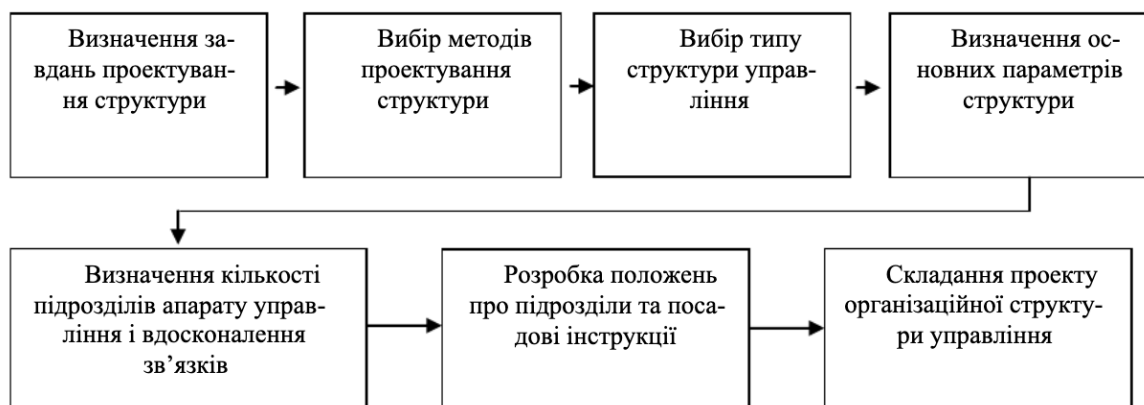 Визначення за-
вдань проектуван-
ня структури
Вибір методів
проектування
структури
Вибір типу
структури управ-
ління
Визначення ос-
новних параметрів
структури
Визначення кількості
підрозділів апарату управ-
ління і вдосконалення
зв’язків
Розробка положень
про підрозділи та поса-
дові інструкції
Складання проекту
організаційної структу-
ри управління